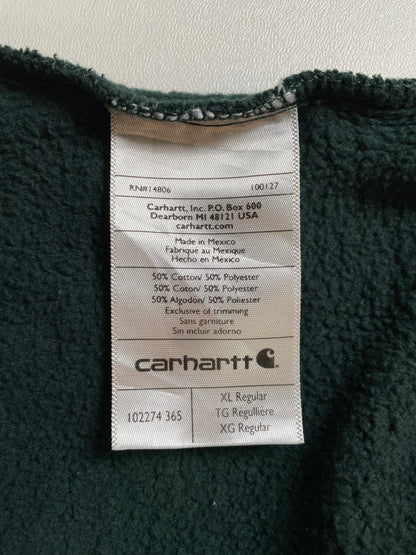 RN#14806 100127
Carhartt, Inc. P.O. Box 600
Dearborn MI 48121 USA
carhartt.com
Made in Mexico
Fabriqué au Mexique
Hecho en México
50% Cotton/ 50% Polyester
50% Coton/ 50% Polyester
50% Algodon/ 50% Poliester
Exclusive of trimming
Sans garniture
Sin incluir adorno
carhartt
102274 365
XL Regular
TG Régullière
XG Regular